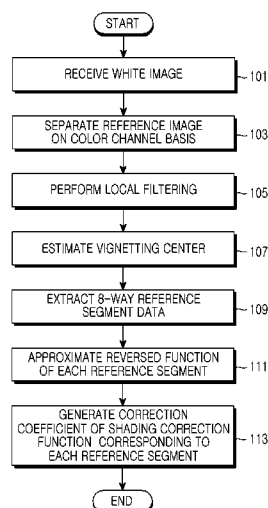 START
RECEIVE WHITE IMAGE
101
SEPARATE REFERENCE IMAGE
ON COLOR CHANNEL BASIS
103
PERFORM LOCAL FILTERING
105
ESTIMATE VIGNETTING CENTER
107
EXTRACT 8-WAY REFERENCE
SEGMENT DATA
109
APPROXIMATE REVERSED FUNCTION
OF EACH REFERENCE SEGMENT
111
GENERATE CORRECTION
COEFFICIENT OF SHADING CORRECTION
FUNCTION CORRESPONDING TO
EACH REFERENCE SEGMENT
113
END